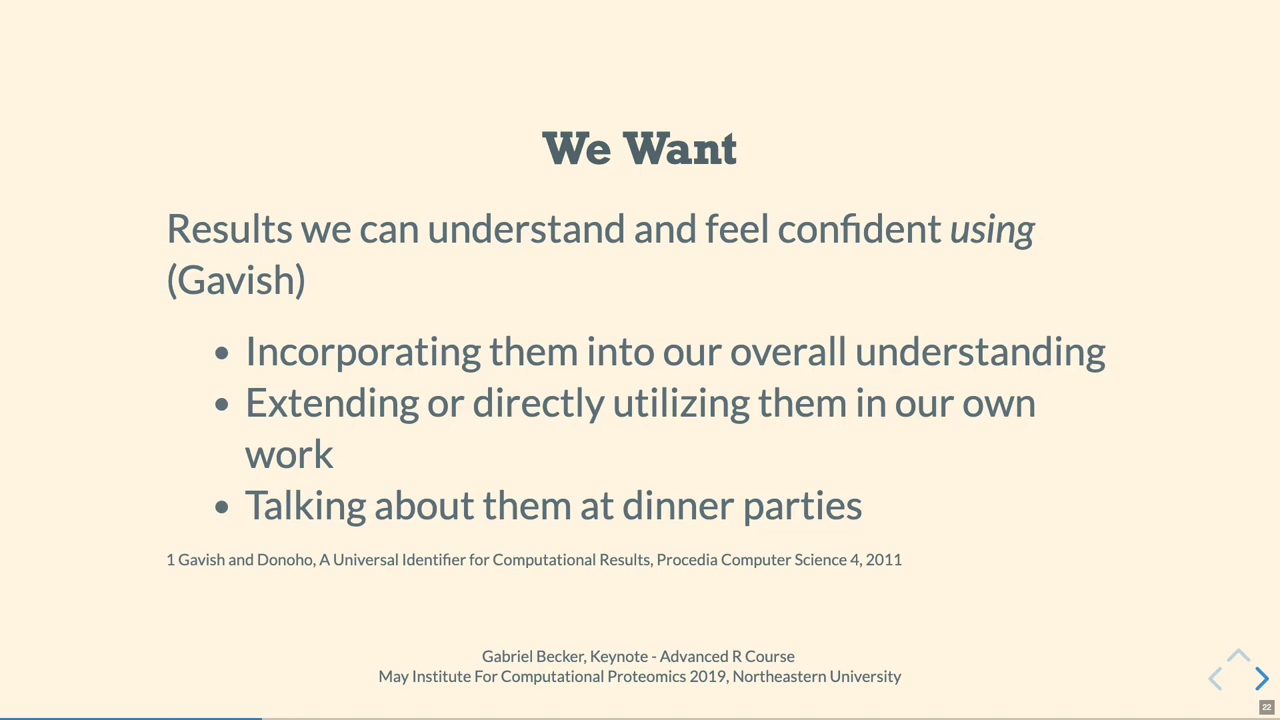 We Want
Results we can understand and feel confident using
(Gavish)
• Incorporating them into our overall understanding
• Extending or directly utilizing them in our own
work
• Talking about them at dinner parties
1 Gavish and Donoho, A Universal Identifier for Computational Results, Procedia Computer Science 4, 2011
Gabriel Becker, Keynote - Advanced R Course
May Institute For Computational Proteomics 2019, Northeastern University
22